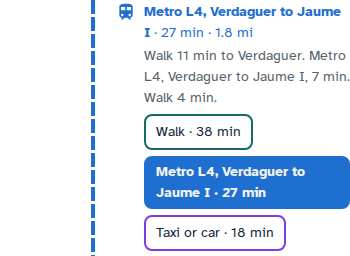 Metro L4, Verdaguer to Jaume
I · 27 min · 1.8 mi
Walk 11 min to Verdaguer. Metro
L4, Verdaguer to Jaume I, 7 min.
Walk 4 min.
Walk · 38 min
Metro L4, Verdaguer to
Jaume I · 27 min
Taxi or car · 18 min